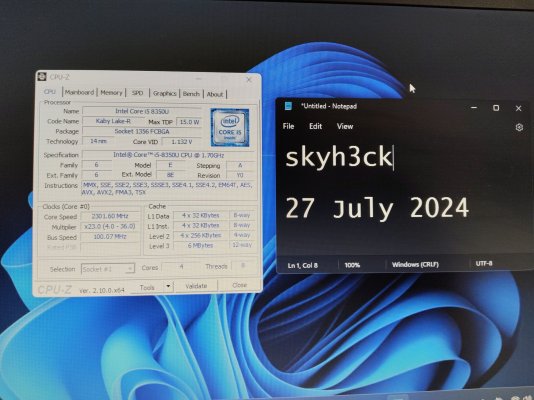 CPU-Z
CPU Mainboard Memory SPD Graphics Bench About
Processor
Name Intel Core i5 8350U
Code Name Kaby Lake-R Max TDP 15.0 W
Package Socket 1356 FCBGA
Technology 14 nm Core VID 1.132 V
intel
CORE i5
inside
Specification Intel® Core™ i5-8350U CPU @ 1.70GHz
Family 6 Model E Stepping A
Ext. Family 6 Ext. Model 8E Revision Y0
Instructions MMX, SSE, SSE2, SSE3, SSSE3, SSE4.1, SSE4.2, EM64T, AES,
AVX, AVX2, FMA3, TSX
Clocks (Core #0)
Core Speed 2301.60 MHz
Multiplier x23.0 (4.0 - 36.0)
Bus Speed 100.07 MHz
Rated FSB
Cache
L1 Data 4 x 32 KBytes 8-way
L1 Inst. 4 x 32 KBytes 8-way
Level 2 4 x 256 KBytes 4-way
Level 3 6 MBytes 12-way
Selection Socket #1 Cores 4 Threads 8
CPU-Z Ver. 2.10.0.x64 Tools Validate Close
*Untitled - Notepad
File Edit View
skyh3ck
27 July 2024
Ln 1, Col 8 100% Windows (CRLF) UTF-8